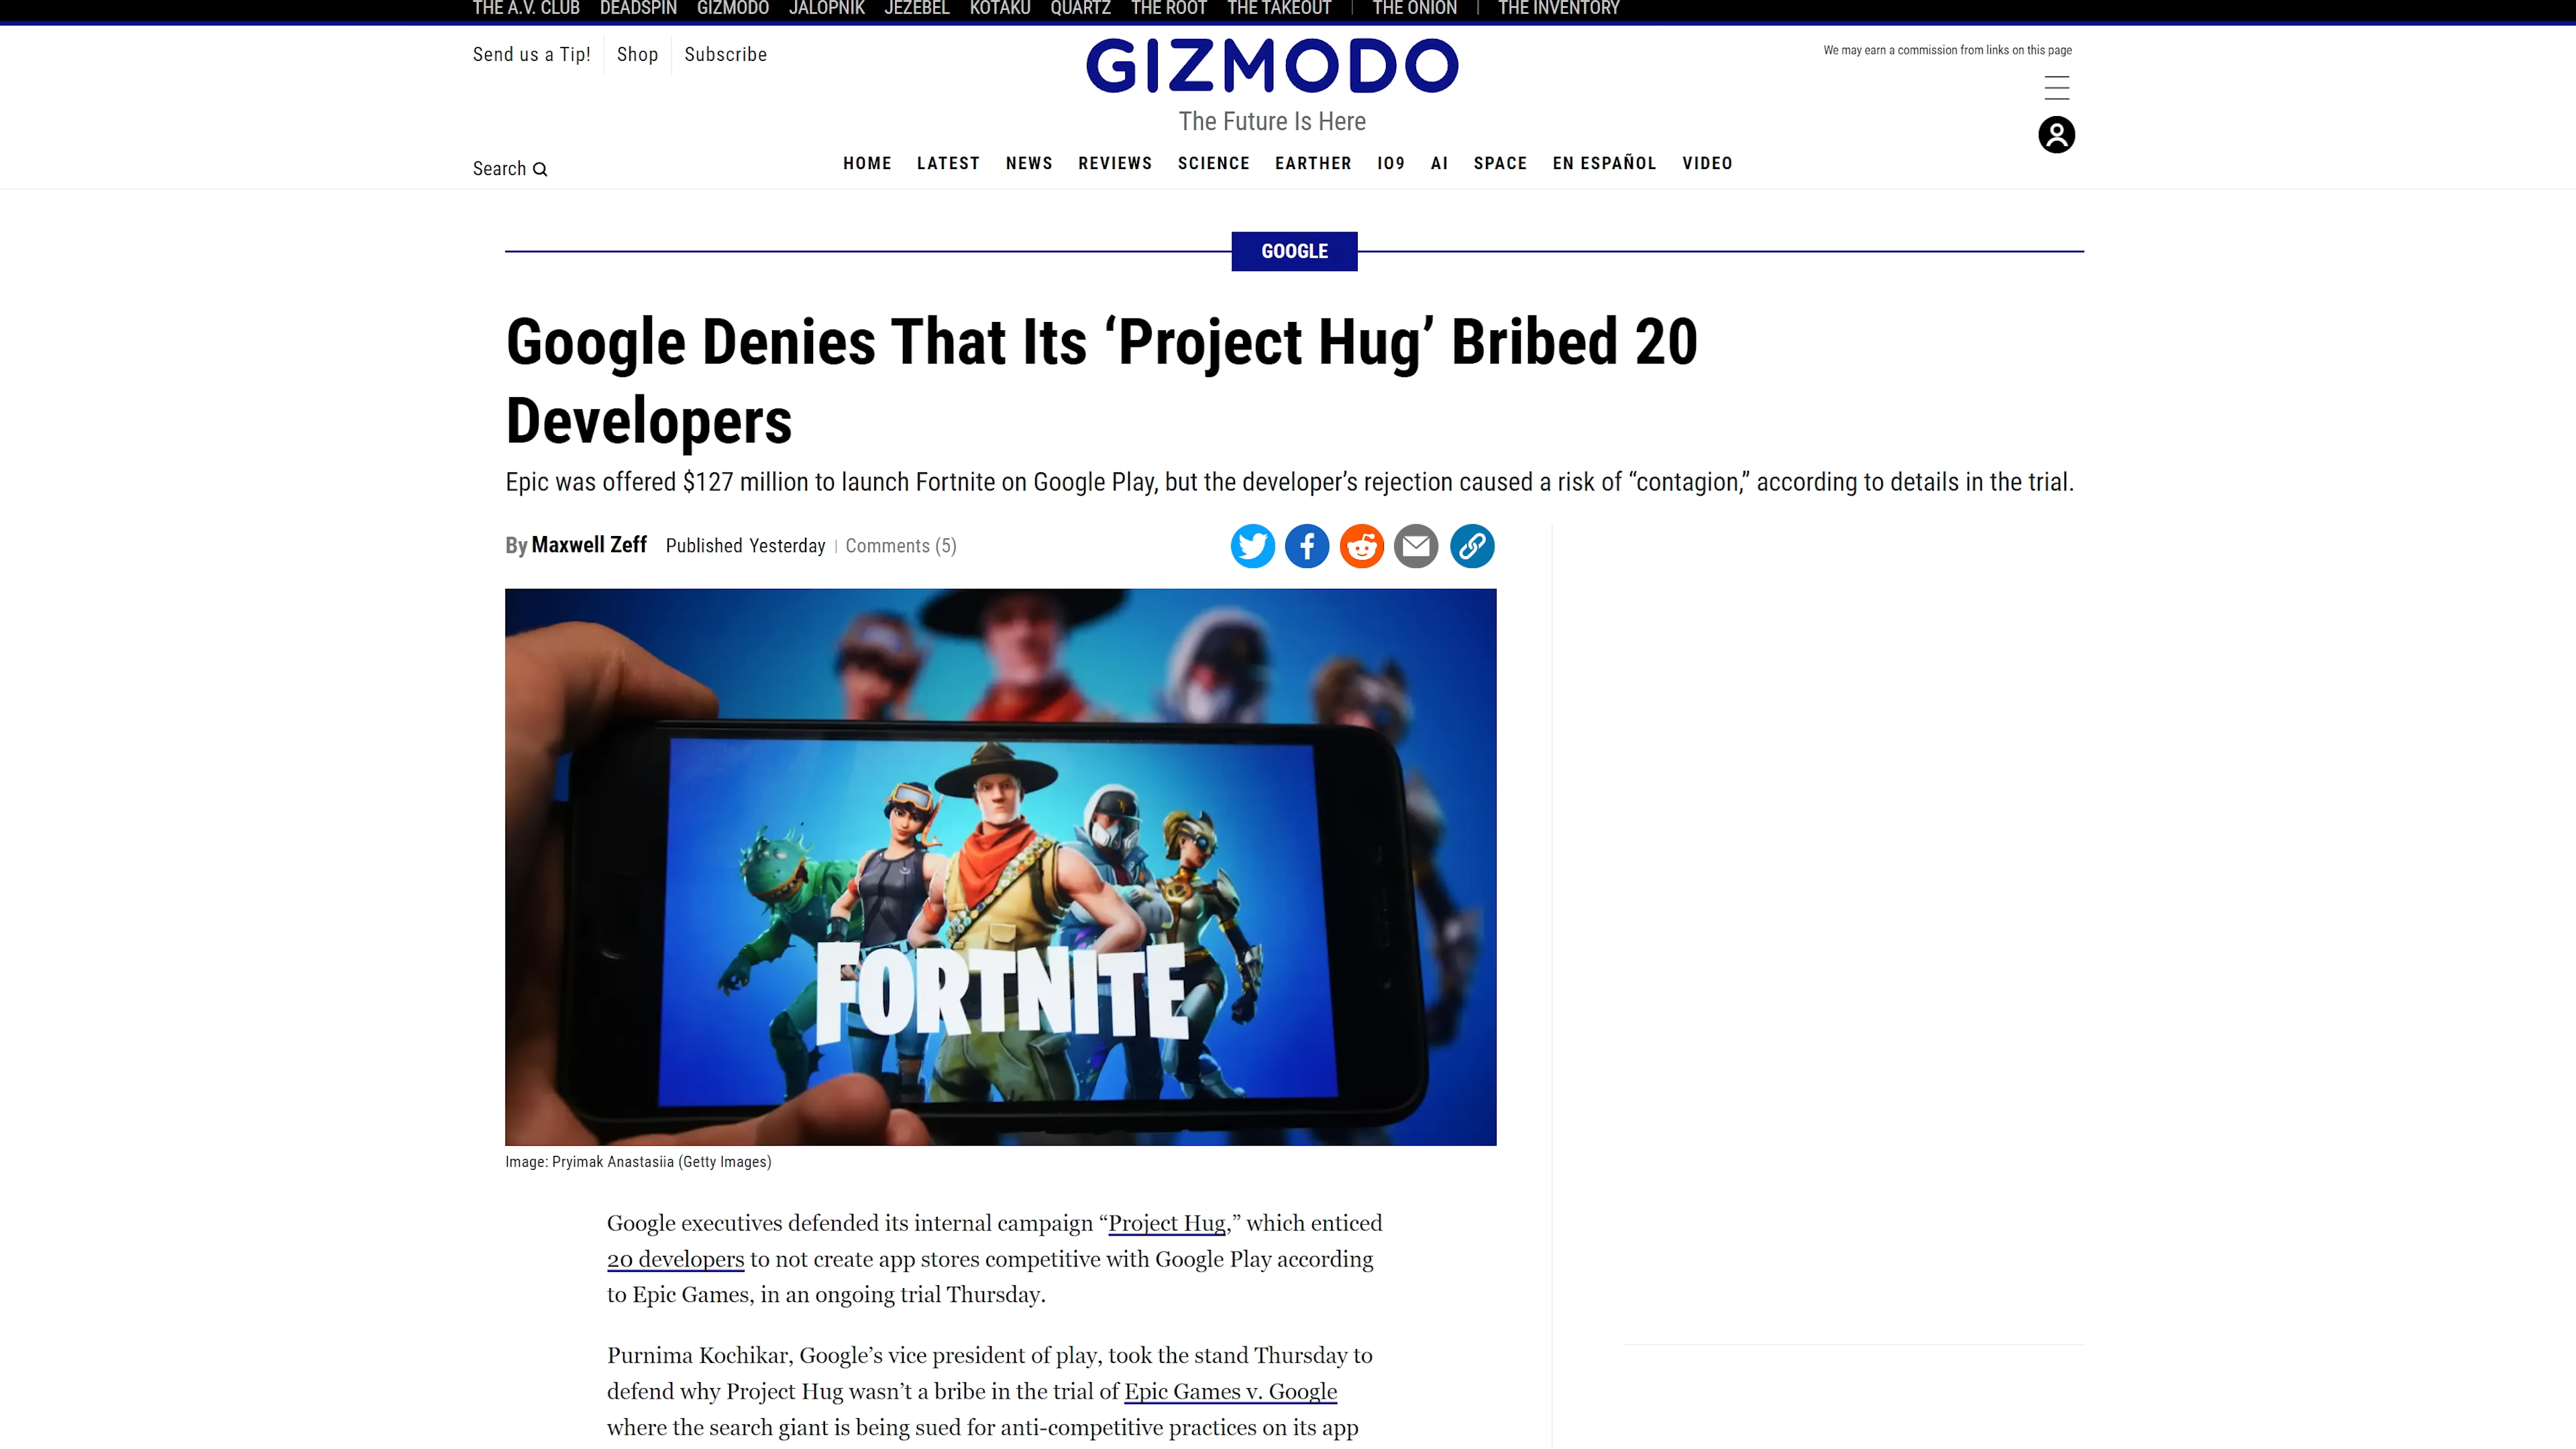 THE A.V. CLUB DEADSPIN GIZMODO JALOPNIK JEZEBEL KOTAKU QUARTZ THE ROOT THE TAKEOUT | THE ONION | THE INVENTORY
Send us a Tip! Shop Subscribe
GIZMODO
We may earn a commission from links on this page
The Future Is Here
Search
HOME LATEST NEWS REVIEWS SCIENCE EARTHER IO9 AI SPACE EN ESPAÑOL VIDEO
GOOGLE
Google Denies That Its ‘Project Hug’ Bribed 20
Developers
Epic was offered $127 million to launch Fortnite on Google Play, but the developer’s rejection caused a risk of “contagion,” according to details in the trial.
By Maxwell Zeff Published Yesterday | Comments (5)
FORTNITE
Image: Pryimak Anastasiia (Getty Images)
Google executives defended its internal campaign “Project Hug,” which enticed
20 developers to not create app stores competitive with Google Play according
to Epic Games, in an ongoing trial Thursday.
Purnima Kochikar, Google’s vice president of play, took the stand Thursday to
defend why Project Hug wasn’t a bribe in the trial of Epic Games v. Google
where the search giant is being sued for anti-competitive practices on its app